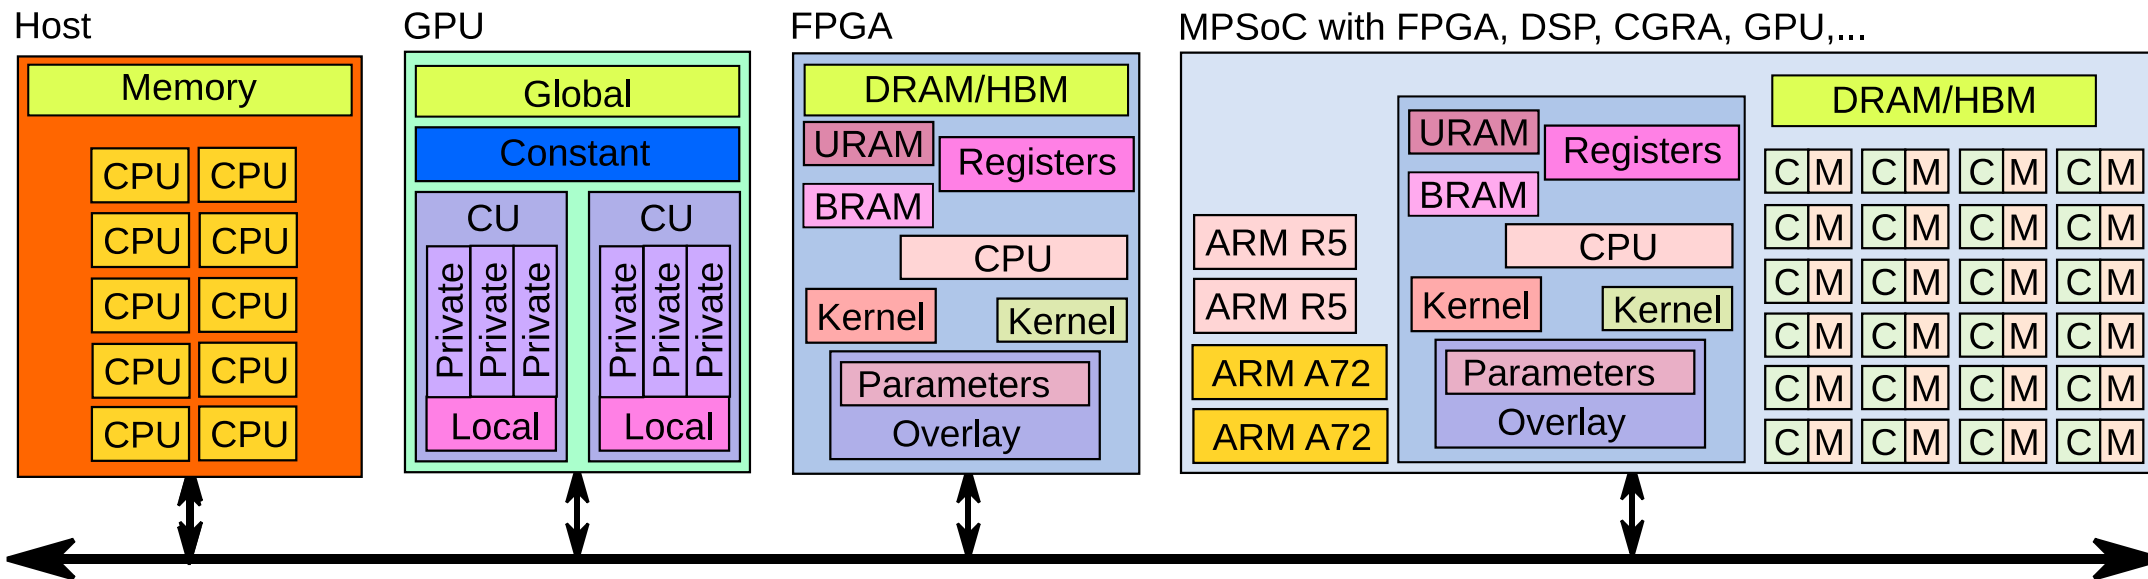 Host
Memory
CPU CPU
CPU CPU
CPU CPU
CPU CPU
CPU CPU
GPU
Global
Constant
CU CU
Private Private Private Private Private Private
Local Local
FPGA
DRAM/HBM
URAM
Registers
BRAM
CPU
Kernel
Kernel
Parameters
Overlay
MPSoC with FPGA, DSP, CGRA, GPU,...
ARM R5
ARM R5
ARM A72
ARM A72
URAM
Registers
BRAM
CPU
Kernel
Kernel
Parameters
Overlay
DRAM/HBM
C M C M C M C M
C M C M C M C M
C M C M C M C M
C M C M C M C M
C M C M C M C M
C M C M C M C M